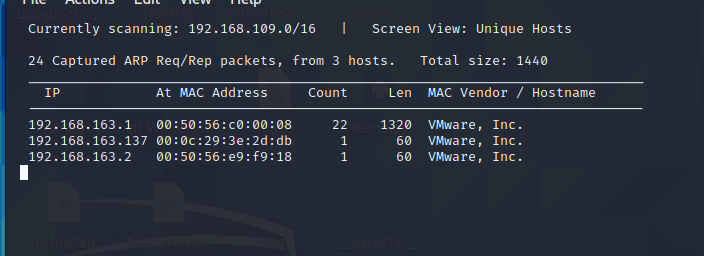 File Actions Edit View Help
Currently scanning: 192.168.109.0/16 | Screen View: Unique Hosts
24 Captured ARP Req/Rep packets, from 3 hosts. Total size: 1440
IP At MAC Address Count Len MAC Vendor / Hostname
192.168.163.1 00:50:56:c0:00:08 22 1320 VMware, Inc.
192.168.163.137 00:0c:29:3e:2d:db 1 60 VMware, Inc.
192.168.163.2 00:50:56:e9:f9:18 1 60 VMware, Inc.
msfinstall __pycache__